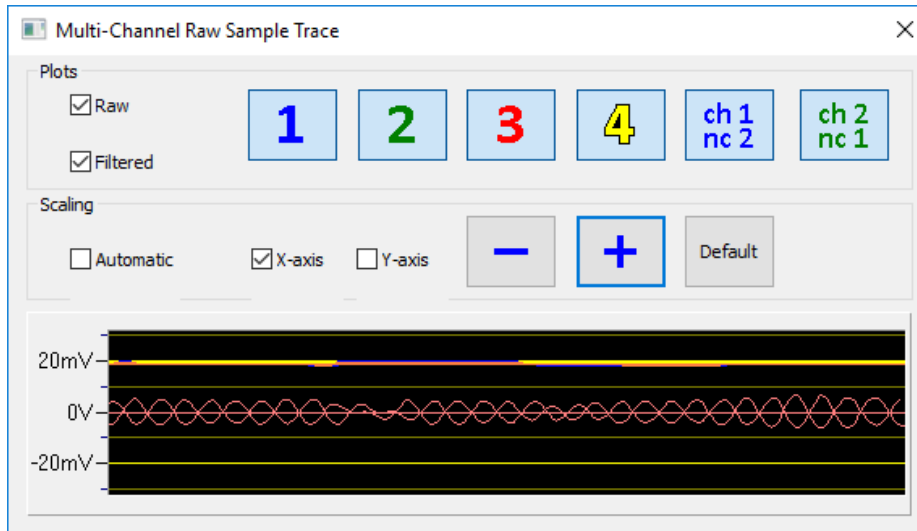 Multi-Channel Raw Sample Trace
Plots
Raw
1
2
3
4
ch 1
nc 2
ch 2
nc 1
Filtered
Scaling
Automatic
X-axis
Y-axis
−
+
Default
20mV
0V
-20mV